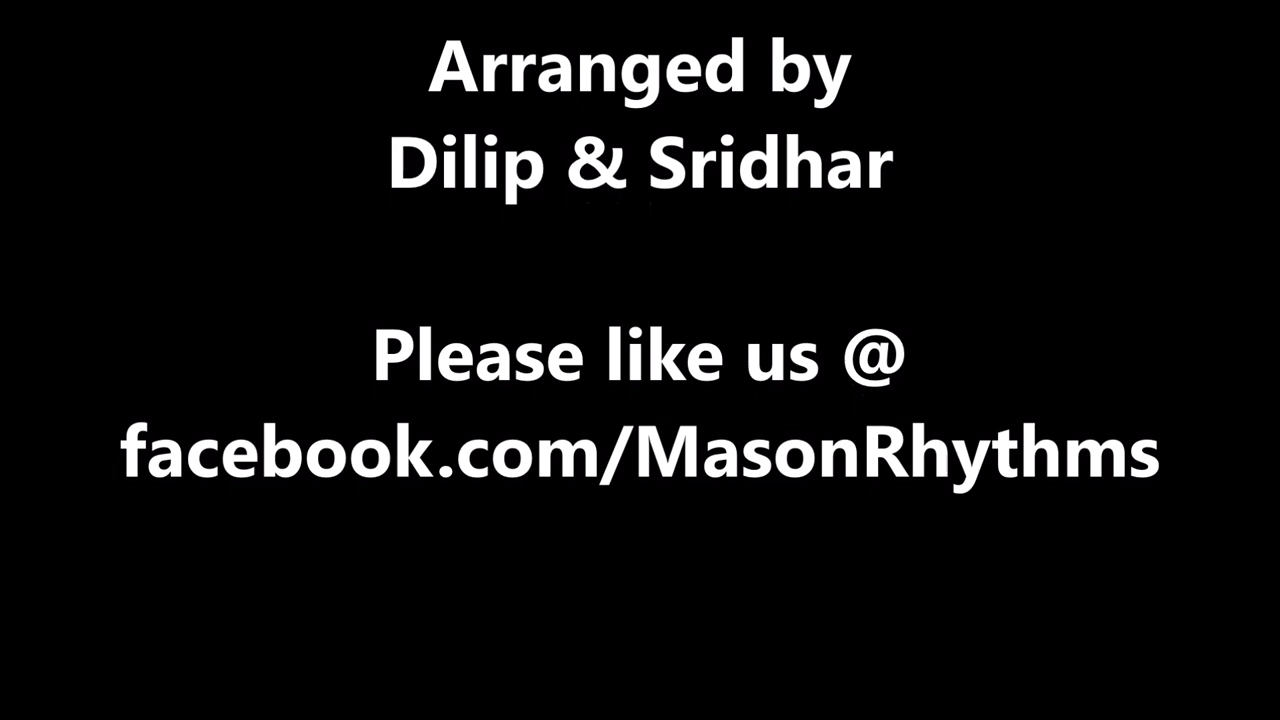 Arranged by
Dilip & Sridhar
Please like us @
facebook.com/MasonRhythms